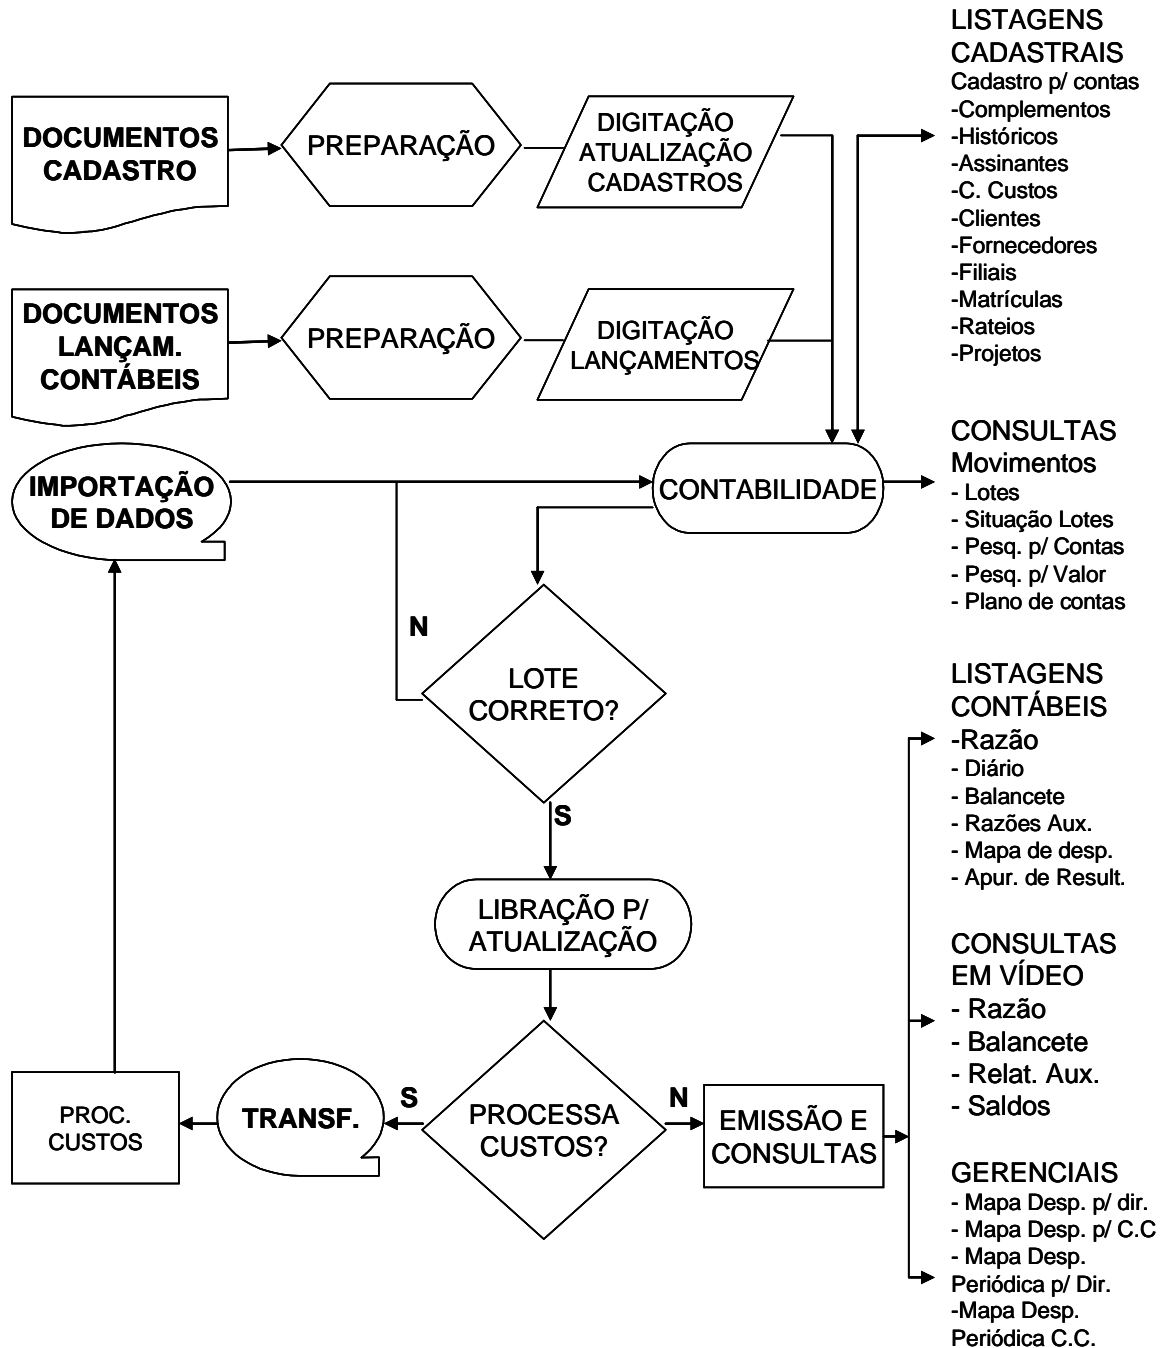 LISTAGENS
CADASTRAIS
Cadastro p/ contas
-Complementos
-Históricos
-Assinantes
-C. Custos
-Clientes
-Fornecedores
-Filiais
-Matrículas
-Rateios
-Projetos
DOCUMENTOS
CADASTRO
PREPARAÇÃO
DIGITAÇÃO
ATUALIZAÇÃO
CADASTROS
DOCUMENTOS
LANÇAM.
CONTÁBEIS
PREPARAÇÃO
DIGITAÇÃO
LANÇAMENTOS
IMPORTAÇÃO
DE DADOS
CONTABILIDADE
CONSULTAS
Movimentos
- Lotes
- Situação Lotes
- Pesq. p/ Contas
- Pesq. p/ Valor
- Plano de contas
N
LOTE
CORRETO?
S
LISTAGENS
CONTÁBEIS
-Razão
- Diário
- Balancete
- Razões Aux.
- Mapa de desp.
- Apur. de Result.
LIBRAÇÃO P/
ATUALIZAÇÃO
CONSULTAS
EM VÍDEO
- Razão
- Balancete
- Relat. Aux.
- Saldos
PROC.
CUSTOS
TRANSF.
S
PROCESSA
CUSTOS?
N
EMISSÃO E
CONSULTAS
GERENCIAIS
- Mapa Desp. p/ dir.
- Mapa Desp. p/ C.C
- Mapa Desp.
Periódica p/ Dir.
-Mapa Desp.
Periódica C.C.